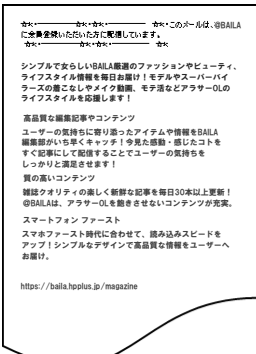 ☆*:・━━━━━ ☆*・☆*:・ ━━━━━ ☆*・このメールは、@BAILA
に会員登録いただいた方に配信しています。
☆*:・━━━━━ ☆*・☆*:・━━━━━ ☆*
シンプルで女らしいBAILA厳選のファッションやビューティ、
ライフスタイル情報を毎日お届け！モデルやスーパーバイ
ラーズの着こなしやメイク動画、モテ活などアラサーOLの
ライフスタイルを応援します！
高品質な編集記事やコンテンツ
ユーザーの気持ちに寄り添ったアイテムや情報をBAILA
編集部がいち早くキャッチ！今見た感動・感じたコトを
すぐ記事にして配信することでユーザーの気持ちを
しっかりと満足させます！
質の高いコンテンツ
雑誌クオリティの楽しく新鮮な記事を毎日30本以上更新！
@BAILAは、アラサーOLを飽きさせないコンテンツが充実。
スマートフォン ファースト
スマホファースト時代に合わせて、読み込みスピードを
アップ！シンプルなデザインで高品質な情報をユーザーへ
お届け。
https://baila.hpplus.jp/magazine